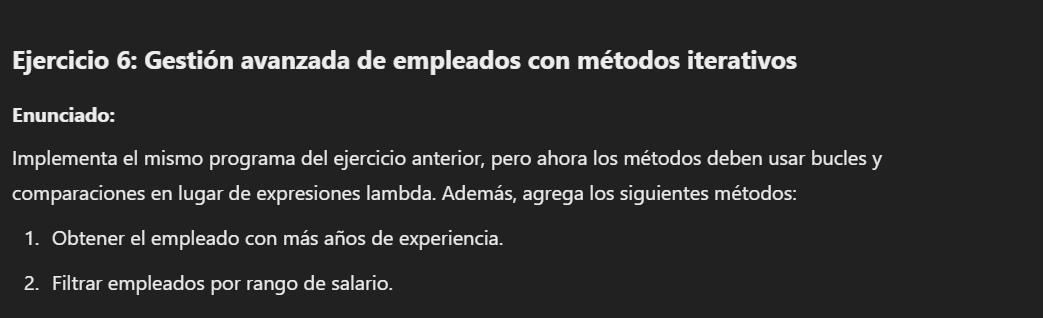 Ejercicio 6: Gestión avanzada de empleados con métodos iterativos
Enunciado:
Implementa el mismo programa del ejercicio anterior, pero ahora los métodos deben usar bucles y
comparaciones en lugar de expresiones lambda. Además, agrega los siguientes métodos:
1. Obtener el empleado con más años de experiencia.
2. Filtrar empleados por rango de salario.